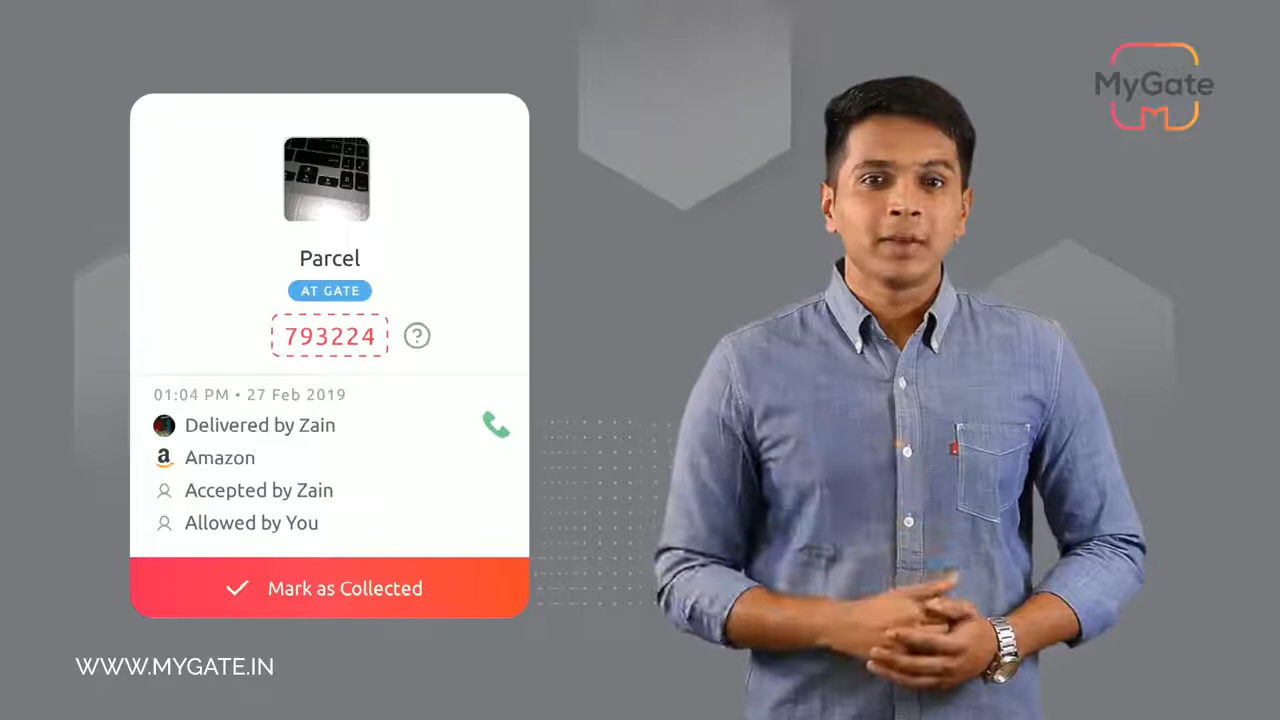 MyGate
Parcel
AT GATE
793224 ?
01:04 PM • 27 Feb 2019
Delivered by Zain
a Amazon
Accepted by Zain
Allowed by You
Mark as Collected
WWW.MYGATE.IN